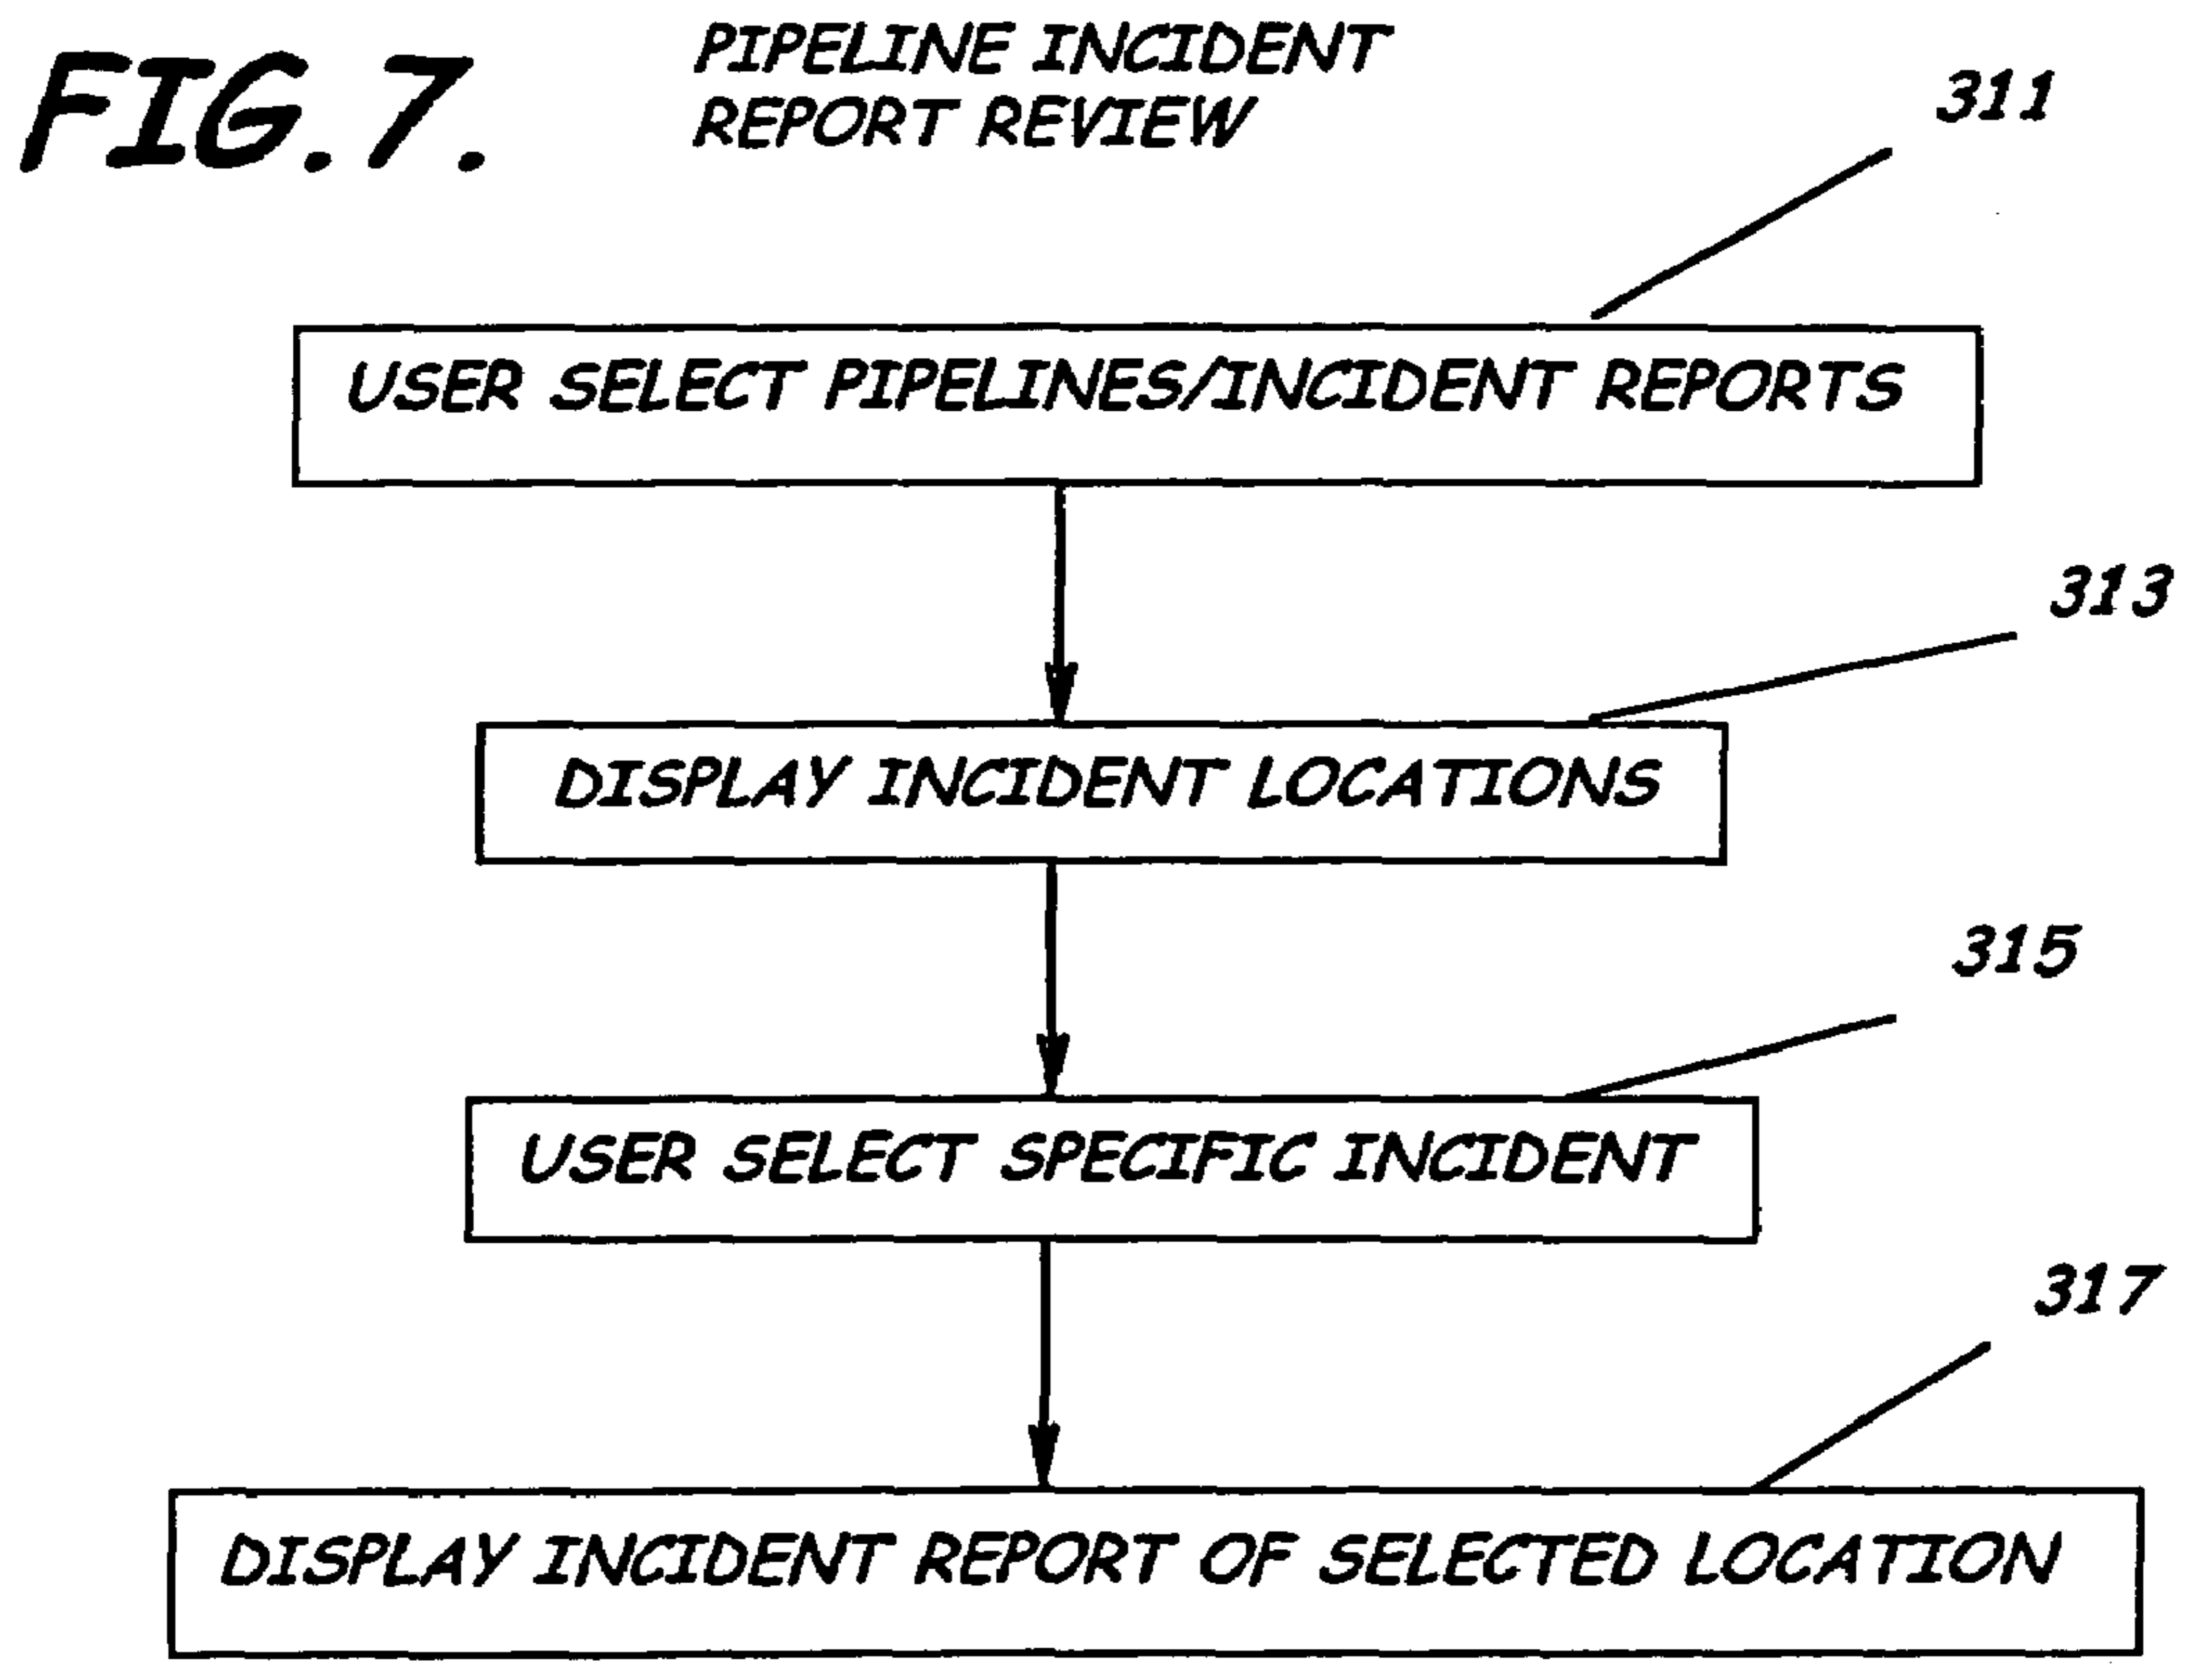 FIG. 7.
PIPELINE INCIDENT
REPORT REVIEW
311
USER SELECT PIPELINES/INCIDENT REPORTS
313
DISPLAY INCIDENT LOCATIONS
315
USER SELECT SPECIFIC INCIDENT
317
DISPLAY INCIDENT REPORT OF SELECTED LOCATION